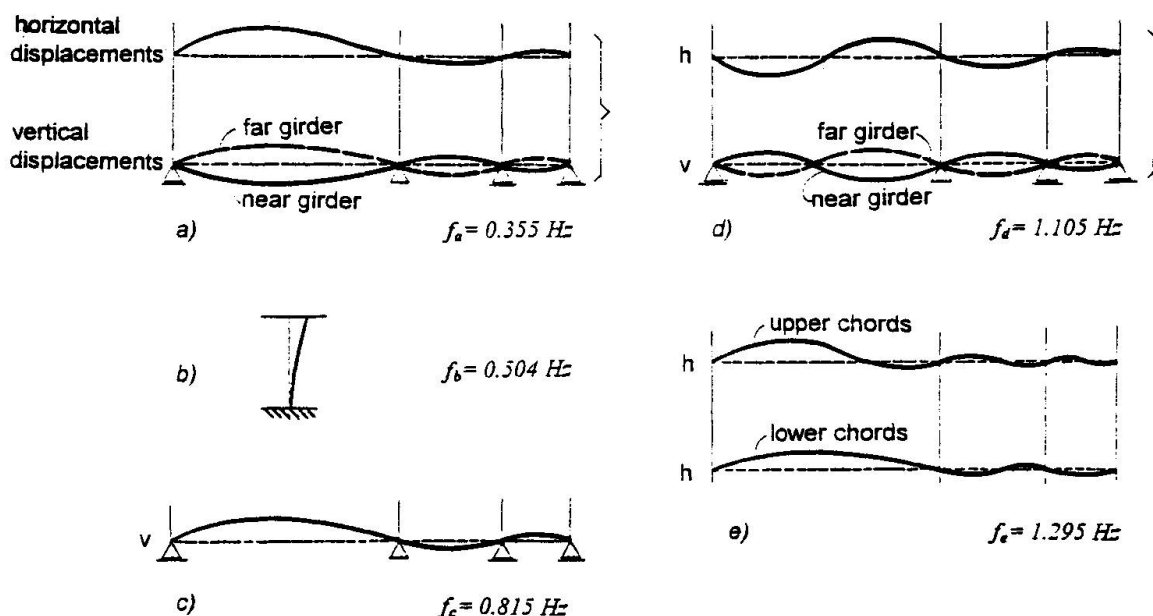 horizontal
displacements
vertical
displacements
far girder
near girder
a)
f_a = 0.355 Hz
b)
f_b = 0.504 Hz
v
c)
f_c = 0.815 Hz
h
v
far girder
near girder
d)
f_d = 1.105 Hz
upper chords
h
lower chords
h
e)
f_e = 1.295 Hz